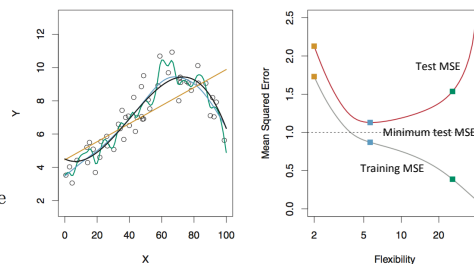 12
10
8
6
4
2
Y
0 20 40 60 80 100
X
ce
2.5
2.0
1.5
1.0
0.5
0.0
Mean Squared Error
Test MSE
Minimum test MSE
Training MSE
2 5 10 20
Flexibility